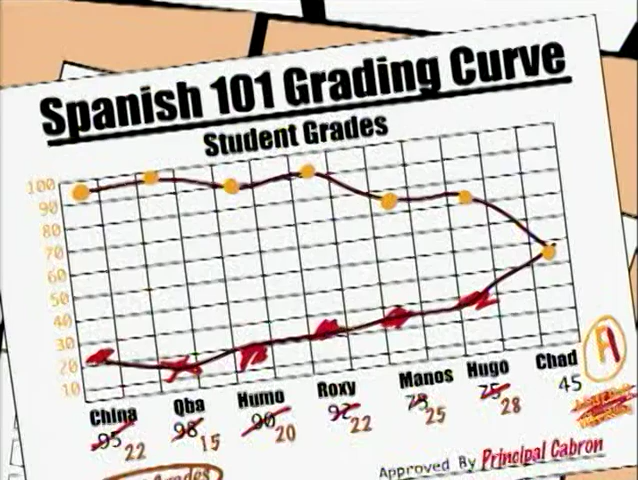 Spanish 101 Grading Curve
Student Grades
100
90
80
70
60
50
40
30
20
10
China Qba Humo Roxy Manos Hugo Chad
95 98 90 92 78 75 45
22 15 20 22 25 28
Grades
Approved By Principal Cabron